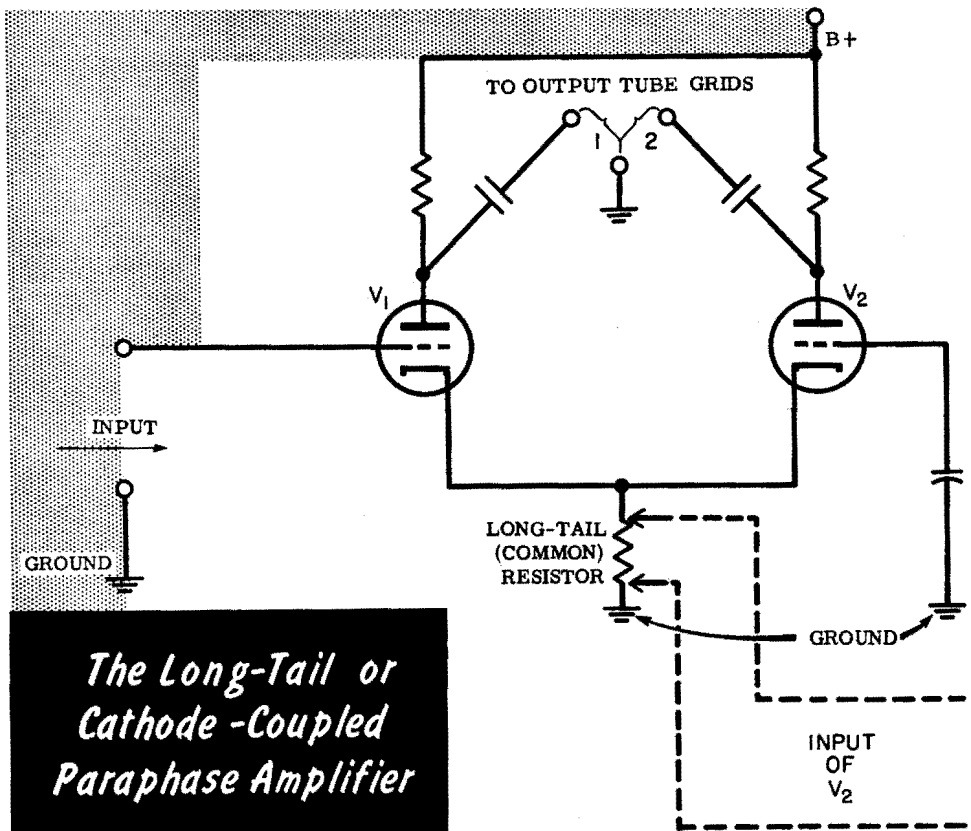 B+
TO OUTPUT TUBE GRIDS
1 2
V1
V2
INPUT
LONG-TAIL
(COMMON)
RESISTOR
GROUND
GROUND
The Long-Tail or
Cathode-Coupled
Paraphase Amplifier
INPUT
OF
V2